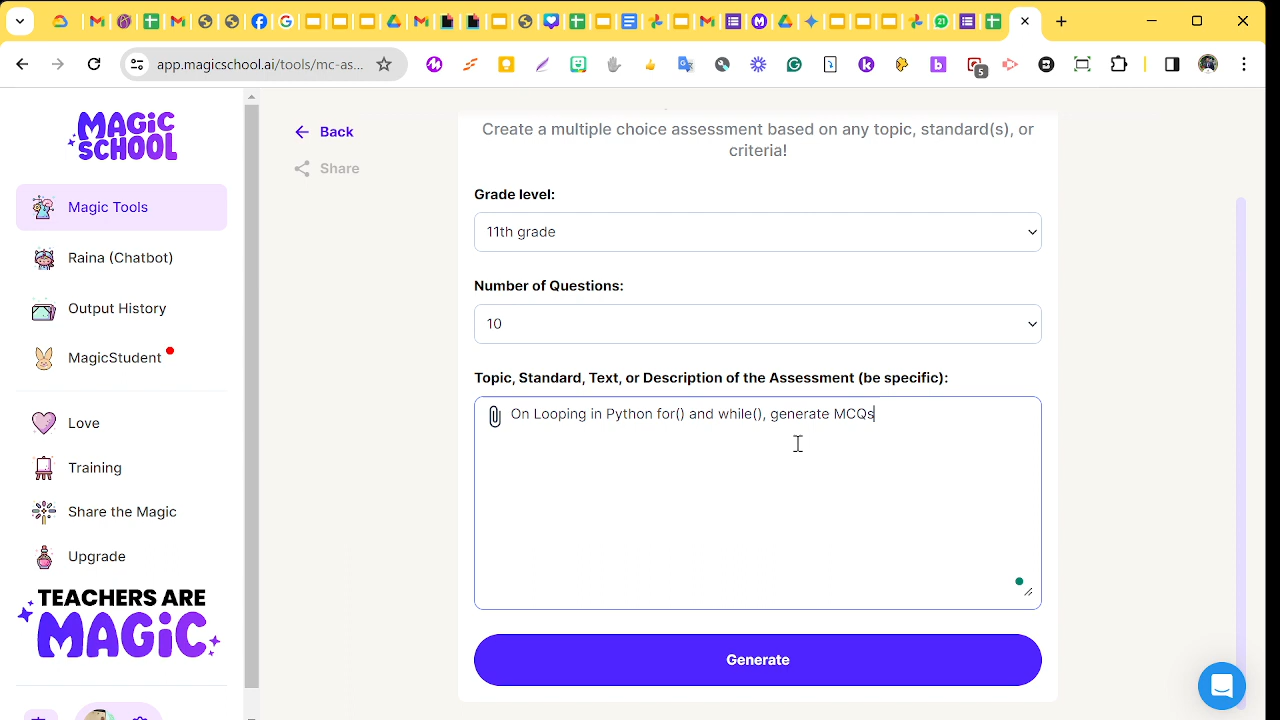 21
app.magicschool.ai/tools/mc-as...
5
MAGIC
SCHOOL
Magic Tools
Raina (Chatbot)
Output History
MagicStudent
Love
Training
Share the Magic
Upgrade
TEACHERS ARE
MAGIC
Back
Share
Create a multiple choice assessment based on any topic, standard(s), or
criteria!
Grade level:
11th grade
Number of Questions:
10
Topic, Standard, Text, or Description of the Assessment (be specific):
On Looping in Python for() and while(), generate MCQs
Generate